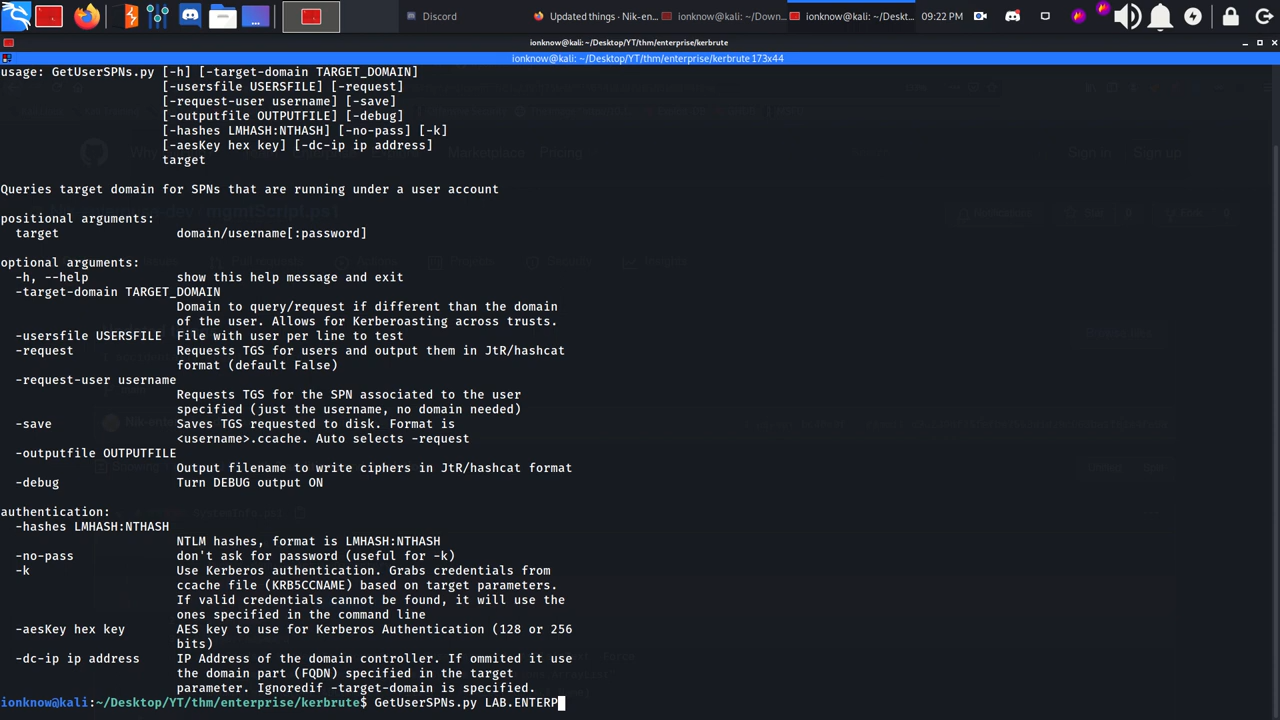 Discord
Updated things - Nik-en...
ionknow@kali: ~/Down...
ionknow@kali: ~/Deskt...
09:22 PM
ionknow@kali: ~/Desktop/YT/thm/enterprise/kerbrute
ionknow@kali: ~/Desktop/YT/thm/enterprise/kerbrute 173x44
usage: GetUserSPNs.py [-h] [-target-domain TARGET_DOMAIN]
[-usersfile USERSFILE] [-request]
[-request-user username] [-save]
[-outputfile OUTPUTFILE] [-debug]
[-hashes LMHASH:NTHASH] [-no-pass] [-k]
[-aesKey hex key] [-dc-ip ip address]
target
Queries target domain for SPNs that are running under a user account
positional arguments:
target domain/username[:password]
optional arguments:
-h, --help show this help message and exit
-target-domain TARGET_DOMAIN
Domain to query/request if different than the domain
of the user. Allows for Kerberoasting across trusts.
-usersfile USERSFILE File with user per line to test
-request Requests TGS for users and output them in JtR/hashcat
format (default False)
-request-user username
Requests TGS for the SPN associated to the user
specified (just the username, no domain needed)
-save Saves TGS requested to disk. Format is
<username>.ccache. Auto selects -request
-outputfile OUTPUTFILE
Output filename to write ciphers in JtR/hashcat format
-debug Turn DEBUG output ON
authentication:
-hashes LMHASH:NTHASH
NTLM hashes, format is LMHASH:NTHASH
-no-pass don't ask for password (useful for -k)
-k Use Kerberos authentication. Grabs credentials from
ccache file (KRB5CCNAME) based on target parameters.
If valid credentials cannot be found, it will use the
ones specified in the command line
-aesKey hex key AES key to use for Kerberos Authentication (128 or 256
bits)
-dc-ip ip address IP Address of the domain controller. If ommited it use
the domain part (FQDN) specified in the target
parameter. Ignoredif -target-domain is specified.
ionknow@kali:~/Desktop/YT/thm/enterprise/kerbrute$ GetUserSPNs.py LAB.ENTERP
Marketplace
Pricing
Sign in
Sign up
mgmtScript.ps1
Insights